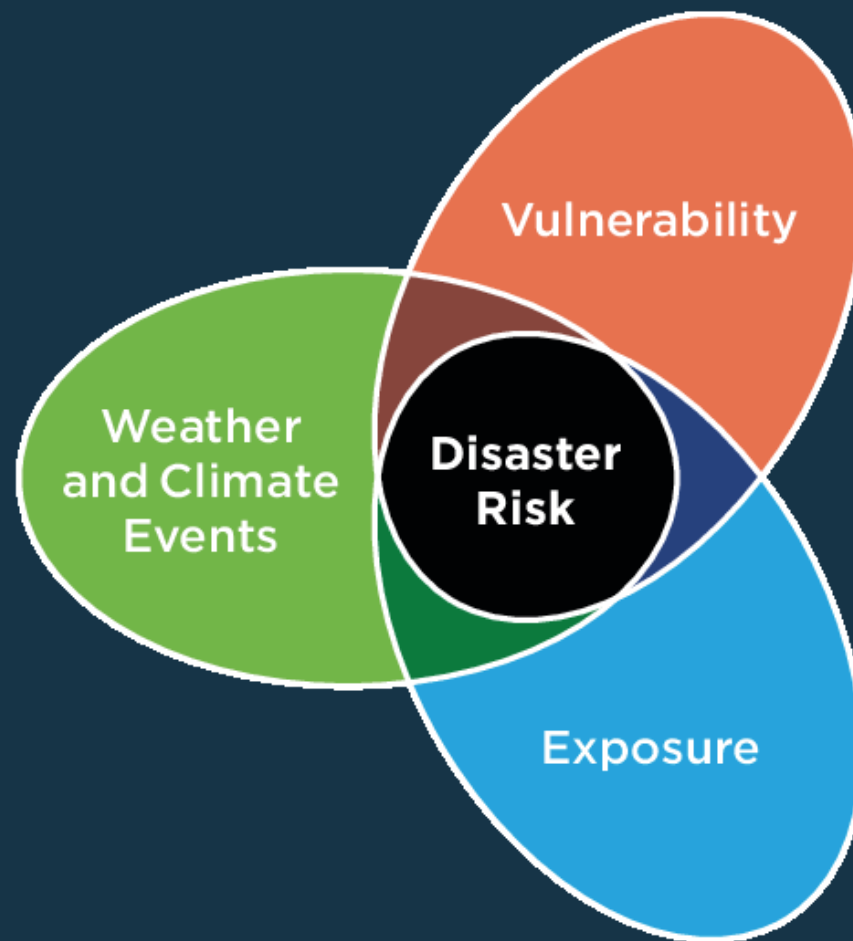 Vulnerability
Weather
and Climate
Events
Disaster
Risk
Exposure